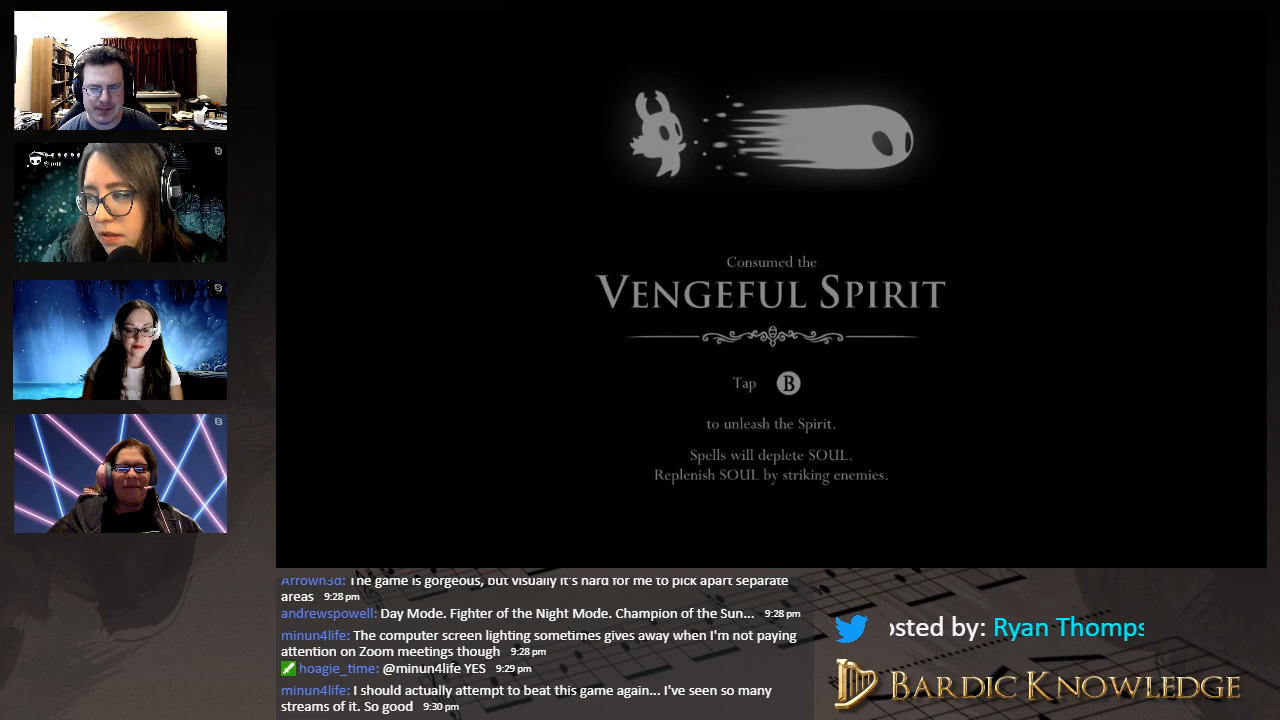 Consumed the
VENGEFUL SPIRIT
Tap B
to unleash the Spirit.
Spells will deplete SOUL.
Replenish SOUL by striking enemies.
Arrown3d: The game is gorgeous, but visually it's hard for me to pick apart separate
areas 9:28 pm
andrewspowell: Day Mode. Fighter of the Night Mode. Champion of the Sun... 9:28 pm
minun4life: The computer screen lighting sometimes gives away when I'm not paying
attention on Zoom meetings though 9:28 pm
hoagie_time: @minun4life YES 9:29 pm
minun4life: I should actually attempt to beat this game again... I've seen so many
streams of it. So good 9:30 pm
osted by: Ryan Thomps
BARDIC KNOWLEDGE